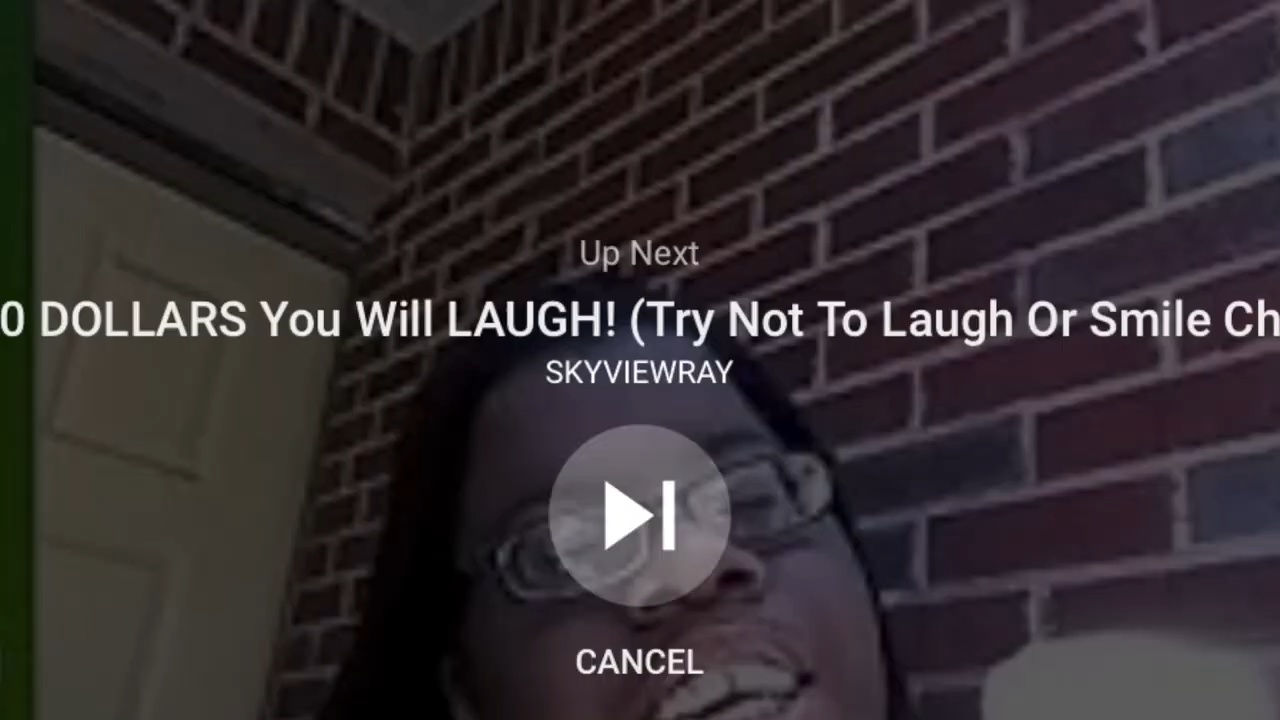 Up Next
0 DOLLARS You Will LAUGH! (Try Not To Laugh Or Smile Ch
SKYVIEWRAY
CANCEL